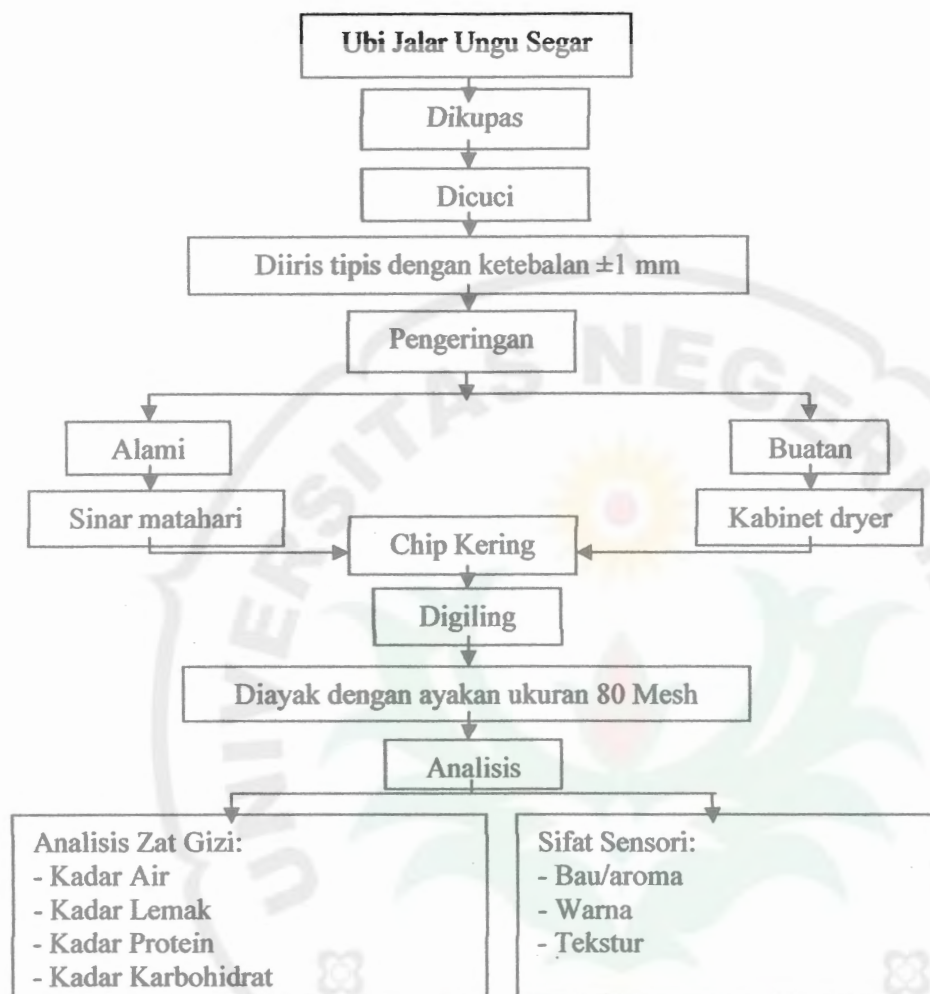 Ubi Jalar Ungu Segar
Dikupas
Dicuci
Diiris tipis dengan ketebalan ±1 mm
Pengeringan
Alami
Buatan
Sinar matahari
Kabinet dryer
Chip Kering
Digiling
Diayak dengan ayakan ukuran 80 Mesh
Analisis
Analisis Zat Gizi:
- Kadar Air
- Kadar Lemak
- Kadar Protein
- Kadar Karbohidrat
Sifat Sensori:
- Bau/aroma
- Warna
- Tekstur
UNIVERSITAS NEGERI